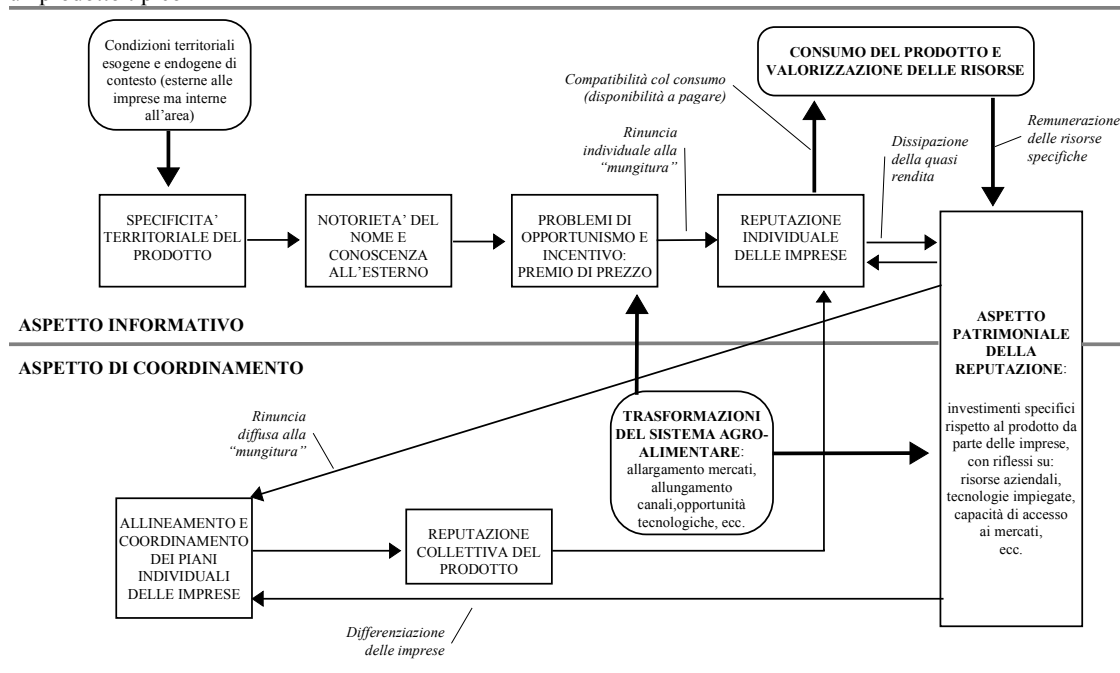 Condizioni territoriali
esogene e endogene di
contesto (esterne alle
imprese ma interne
all'area)
CONSUMO DEL PRODOTTO E
VALORIZZAZIONE DELLE RISORSE
Compatibilità col consumo
(disponibilità a pagare)
Rinuncia
individuale alla
“mungitura”
Dissipazione
della quasi
rendita
Remunerazione
delle risorse
specifiche
SPECIFICITA’
TERRITORIALE DEL
PRODOTTO
NOTORIETA’ DEL
NOME E
CONOSCENZA
ALL’ESTERNO
PROBLEMI DI
OPPORTUNISMO E
INCENTIVO:
PREMIO DI PREZZO
REPUTAZIONE
INDIVIDUALE
DELLE IMPRESE
ASPETTO INFORMATIVO
ASPETTO DI COORDINAMENTO
ASPETTO
PATRIMONIALE
DELLA
REPUTAZIONE:
investimenti specifici
rispetto al prodotto da
parte delle imprese,
con riflessi su:
risorse aziendali,
tecnologie impiegate,
capacità di accesso
ai mercati,
ecc.
Rinuncia
diffusa alla
“mungitura”
TRASFORMAZIONI
DEL SISTEMA AGRO-
ALIMENTARE:
allargamento mercati,
allungamento
canali,opportunità
tecnologiche, ecc.
ALLINEAMENTO E
COORDINAMENTO
DEI PIANI
INDIVIDUALI
DELLE IMPRESE
REPUTAZIONE
COLLETTIVA DEL
PRODOTTO
Differenziazione
delle imprese